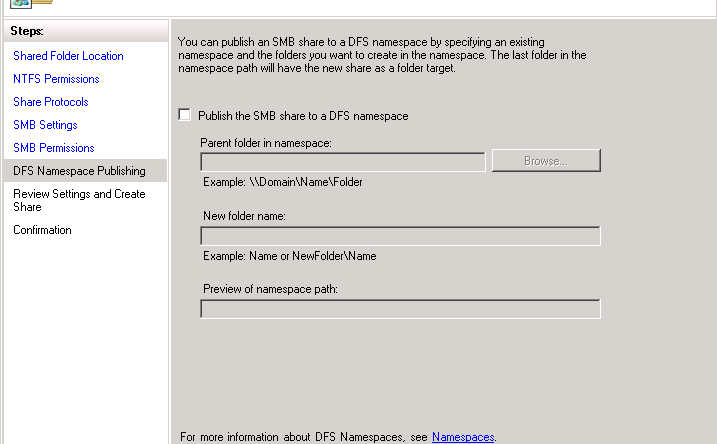 Steps:
Shared Folder Location
NTFS Permissions
Share Protocols
SMB Settings
SMB Permissions
DFS Namespace Publishing
Review Settings and Create
Share
Confirmation
You can publish an SMB share to a DFS namespace by specifying an existing
namespace and the folders you want to create in the namespace. The last folder in the
namespace path will have the new share as a folder target.
Publish the SMB share to a DFS namespace
Parent folder in namespace:
Browse...
Example: \\Domain\Name\Folder
New folder name:
Example: Name or NewFolder\Name
Preview of namespace path:
For more information about DFS Namespaces, see Namespaces.